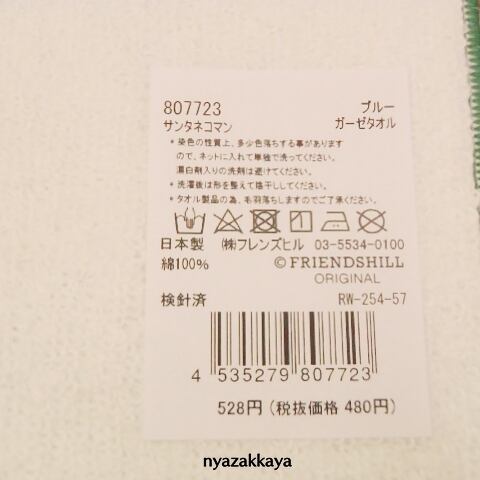 807723 ブルー
サンタネコマン ガーゼタオル
* 染色の性質上、多少色落ちする事があります
ので、ネットに入れて単独で洗ってください。
漂白剤入りの洗剤は避けてください。
* 洗濯後は形を整えて陰干ししてください。
* タオル製品の為、毛羽落ちしますのでご了承ください。
日本製 ㈱フレンズヒル 03-5534-0100
綿100% ©FRIENDSHILL
ORIGINAL
検針済 RW-254-57
4 535279 807723
528円 (税抜価格 480円)
nyazakkaya